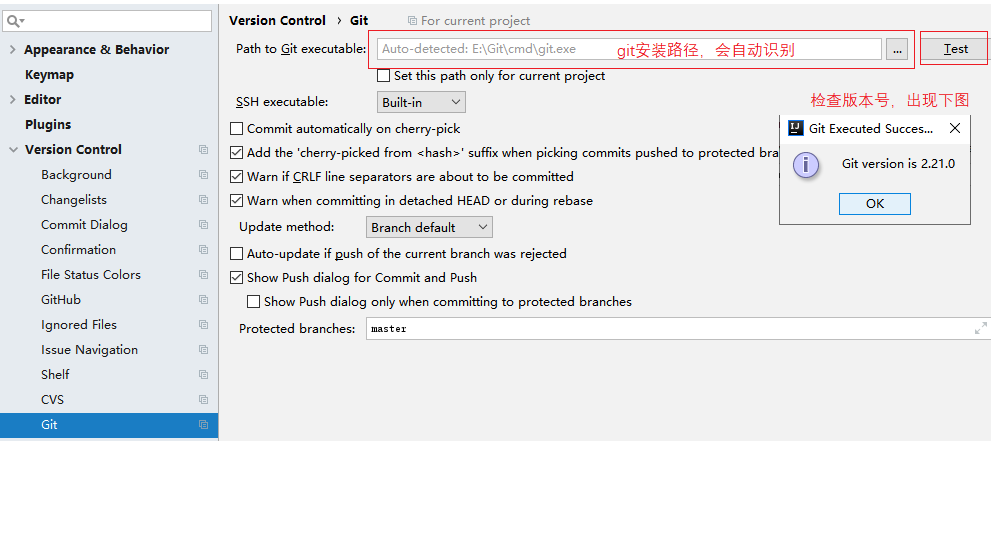 Version Control › Git For current project
Appearance & Behavior
Keymap
Editor
Plugins
Version Control
Background
Changelists
Commit Dialog
Confirmation
File Status Colors
GitHub
Ignored Files
Issue Navigation
Shelf
CVS
Git
Path to Git executable: Auto-detected: E:\Git\cmd\git.exe git安装路径，会自动识别 ... Test
Set this path only for current project
SSH executable: Built-in
Commit automatically on cherry-pick
Add the 'cherry-picked from <hash>' suffix when picking commits pushed to protected bra
Warn if CRLF line separators are about to be committed
Warn when committing in detached HEAD or during rebase
Update method: Branch default
Auto-update if push of the current branch was rejected
Show Push dialog for Commit and Push
Show Push dialog only when committing to protected branches
Protected branches: master
检查版本号，出现下图
Git Executed Succes...
Git version is 2.21.0
OK